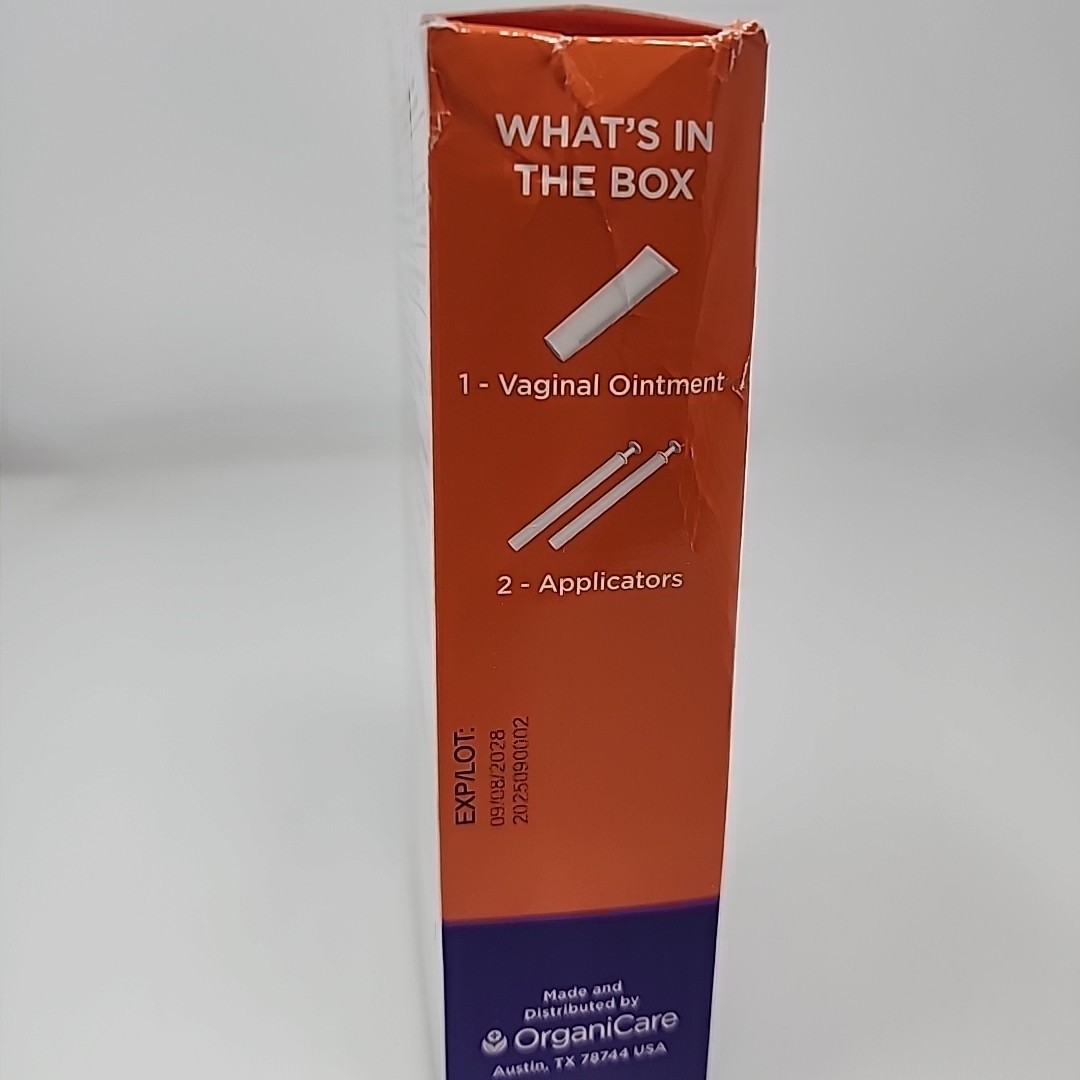 WHAT'S IN
THE BOX
1 - Vaginal Ointment
2 - Applicators
EXP/LOT:
09/08/2028
2025090002
Made and
Distributed by
OrganiCare
Austin, TX 78744 USA